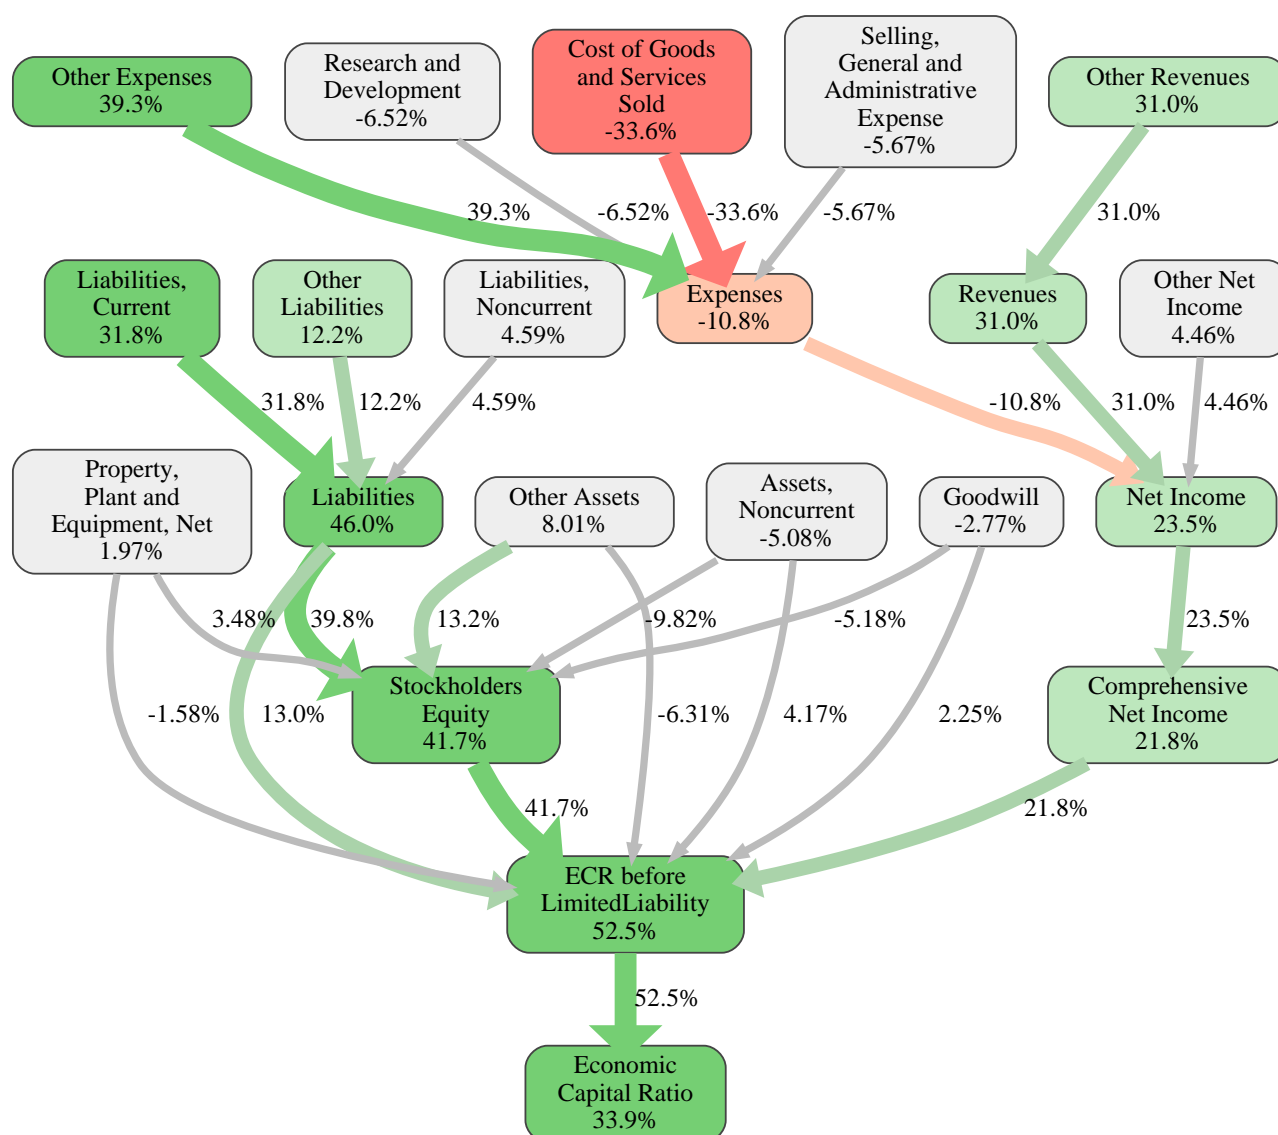 Other Expenses
39.3%
Research and
Development
-6.52%
Cost of Goods
and Services
Sold
-33.6%
Selling,
General and
Administrative
Expense
-5.67%
Other Revenues
31.0%
39.3%
-6.52%
-33.6%
-5.67%
31.0%
Liabilities,
Current
31.8%
Other
Liabilities
12.2%
Liabilities,
Noncurrent
4.59%
Expenses
-10.8%
Revenues
31.0%
Other Net
Income
4.46%
31.8%
12.2%
4.59%
-10.8%
31.0%
4.46%
Property,
Plant and
Equipment, Net
1.97%
Liabilities
46.0%
Other Assets
8.01%
Assets,
Noncurrent
-5.08%
Goodwill
-2.77%
Net Income
23.5%
3.48%
39.8%
13.2%
-9.82%
-5.18%
23.5%
Stockholders
Equity
41.7%
Comprehensive
Net Income
21.8%
-1.58%
13.0%
-6.31%
4.17%
2.25%
41.7%
21.8%
ECR before
LimitedLiability
52.5%
52.5%
Economic
Capital Ratio
33.9%